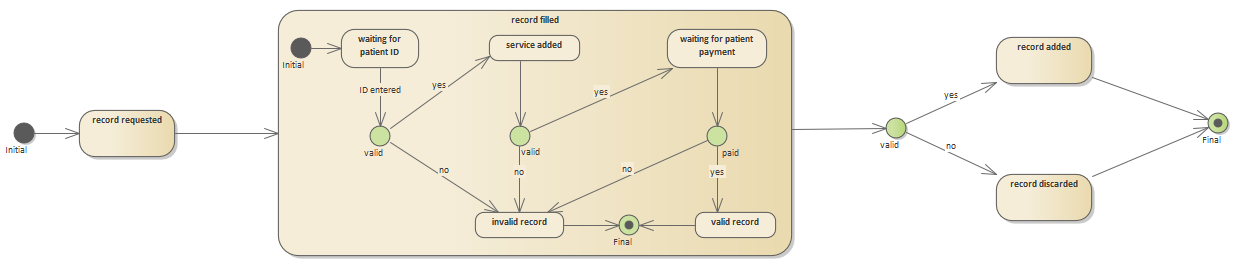 Initial
record requested
record filled
Initial
waiting for
patient ID
ID entered
valid
yes
no
service added
valid
yes
no
waiting for patient
payment
paid
no
yes
invalid record
Final
valid record
valid
yes
no
record added
record discarded
Final